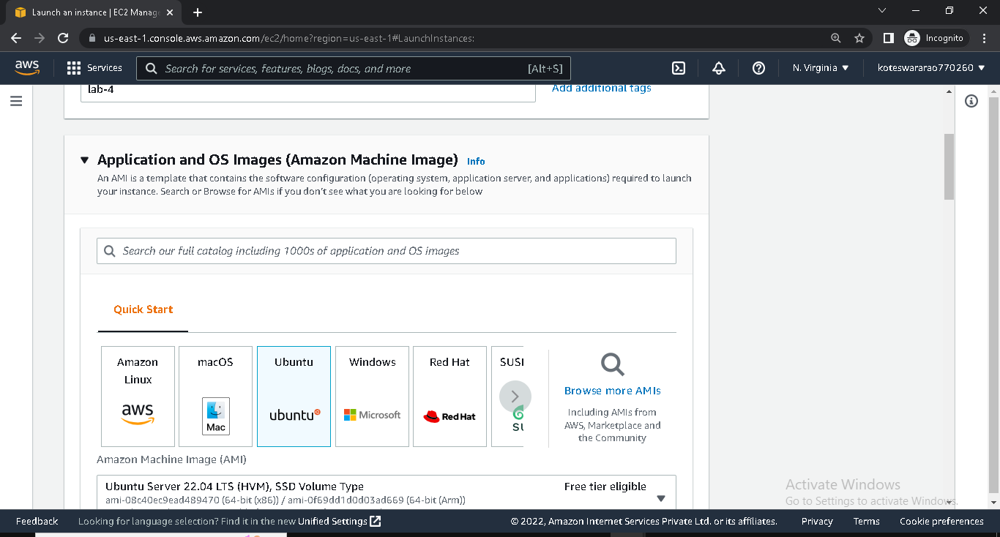 Launch an instance | EC2 Manag
us-east-1.console.aws.amazon.com/ec2/home?region=us-east-1#LaunchInstances:
Incognito
aws
Services
Search for services, features, blogs, docs, and more
[Alt+S]
N. Virginia
koteswararao770260
lab-4
Add additional tags
Application and OS Images (Amazon Machine Image)
Info
An AMI is a template that contains the software configuration (operating system, application server, and applications) required to launch
your instance. Search or Browse for AMIs if you don't see what you are looking for below
Search our full catalog including 1000s of application and OS images
Quick Start
Amazon
Linux
aws
macOS
Mac
Ubuntu
ubuntu
Windows
Microsoft
Red Hat
Red Hat
SUSI
SU
Browse more AMIs
Including AMIs from
AWS, Marketplace and
the Community
Amazon Machine Image (AMI)
Ubuntu Server 22.04 LTS (HVM), SSD Volume Type
Free tier eligible
ami-08c40ec9ead489470 (64-bit (x86)) / ami-0f69dd1d0d03ad669 (64-bit (Arm))
Activate Windows
Go to Settings to activate Windows.
Feedback
Looking for language selection? Find it in the new Unified Settings
© 2022, Amazon Internet Services Private Ltd. or its affiliates.
Privacy
Terms
Cookie preferences